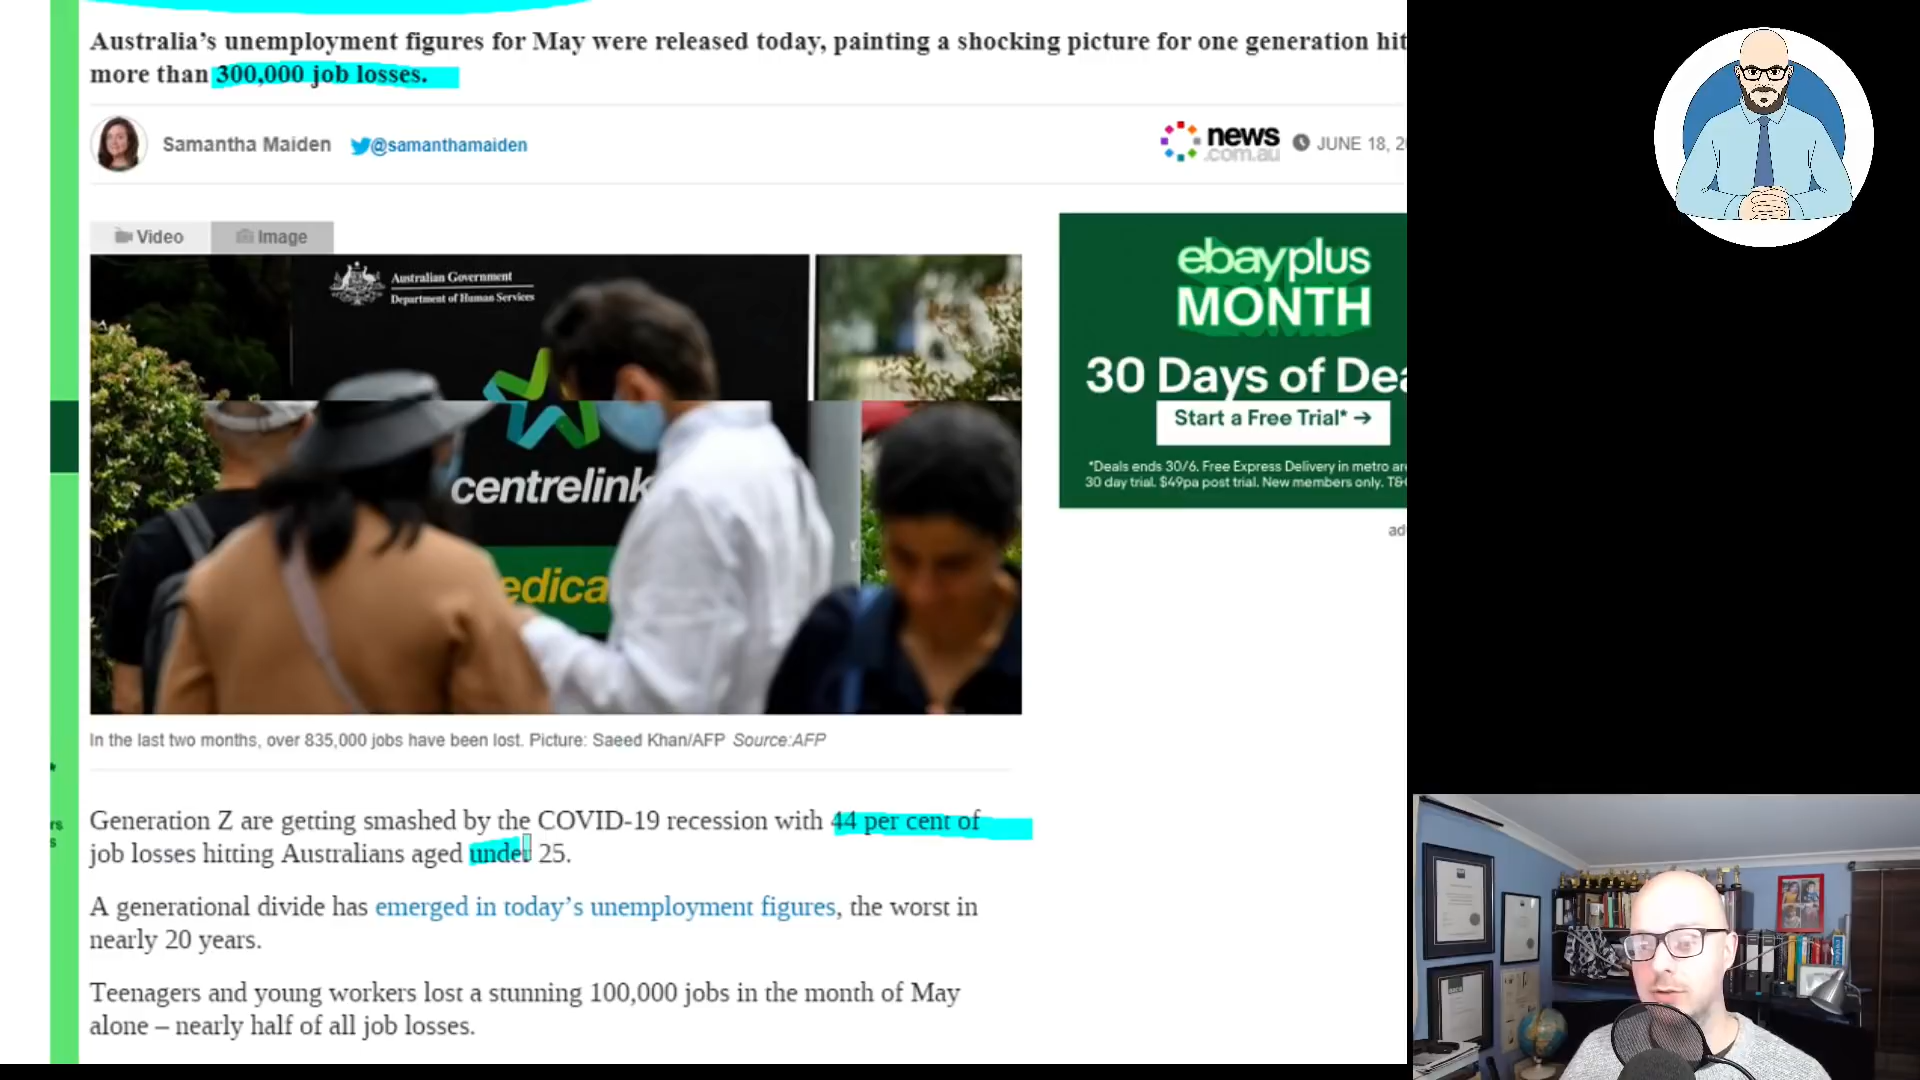 Australia's unemployment figures for May were released today, painting a shocking picture for one generation hit
more than 300,000 job losses.
Samantha Maiden @samanthamaiden
news
.com.au
JUNE 18, 2
Video Image
Australian Government
Department of Human Services
centrelink
edica
ebayplus
MONTH
30 Days of Dea
Start a Free Trial* →
*Deals ends 30/6. Free Express Delivery in metro are
30 day trial. $49pa post trial. New members only. T&
ad
In the last two months, over 835,000 jobs have been lost. Picture: Saeed Khan/AFP Source:AFP
Generation Z are getting smashed by the COVID-19 recession with 44 per cent of
job losses hitting Australians aged under 25.
A generational divide has emerged in today's unemployment figures, the worst in
nearly 20 years.
Teenagers and young workers lost a stunning 100,000 jobs in the month of May
alone – nearly half of all job losses.